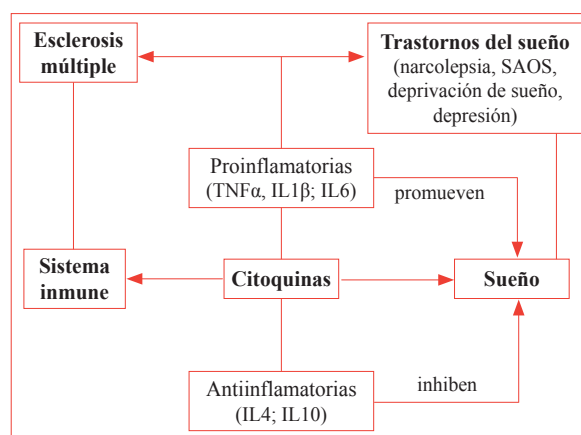 Esclerosis
múltiple
Trastornos del sueño
(narcolepsia, SAOS,
deprivación de sueño,
depresión)
Proinflamatorias
(TNFα, IL1β; IL6)
promueven
Sistema
inmune
Citoquinas
Sueño
Antiinflamatorias
(IL4; IL10)
inhiben